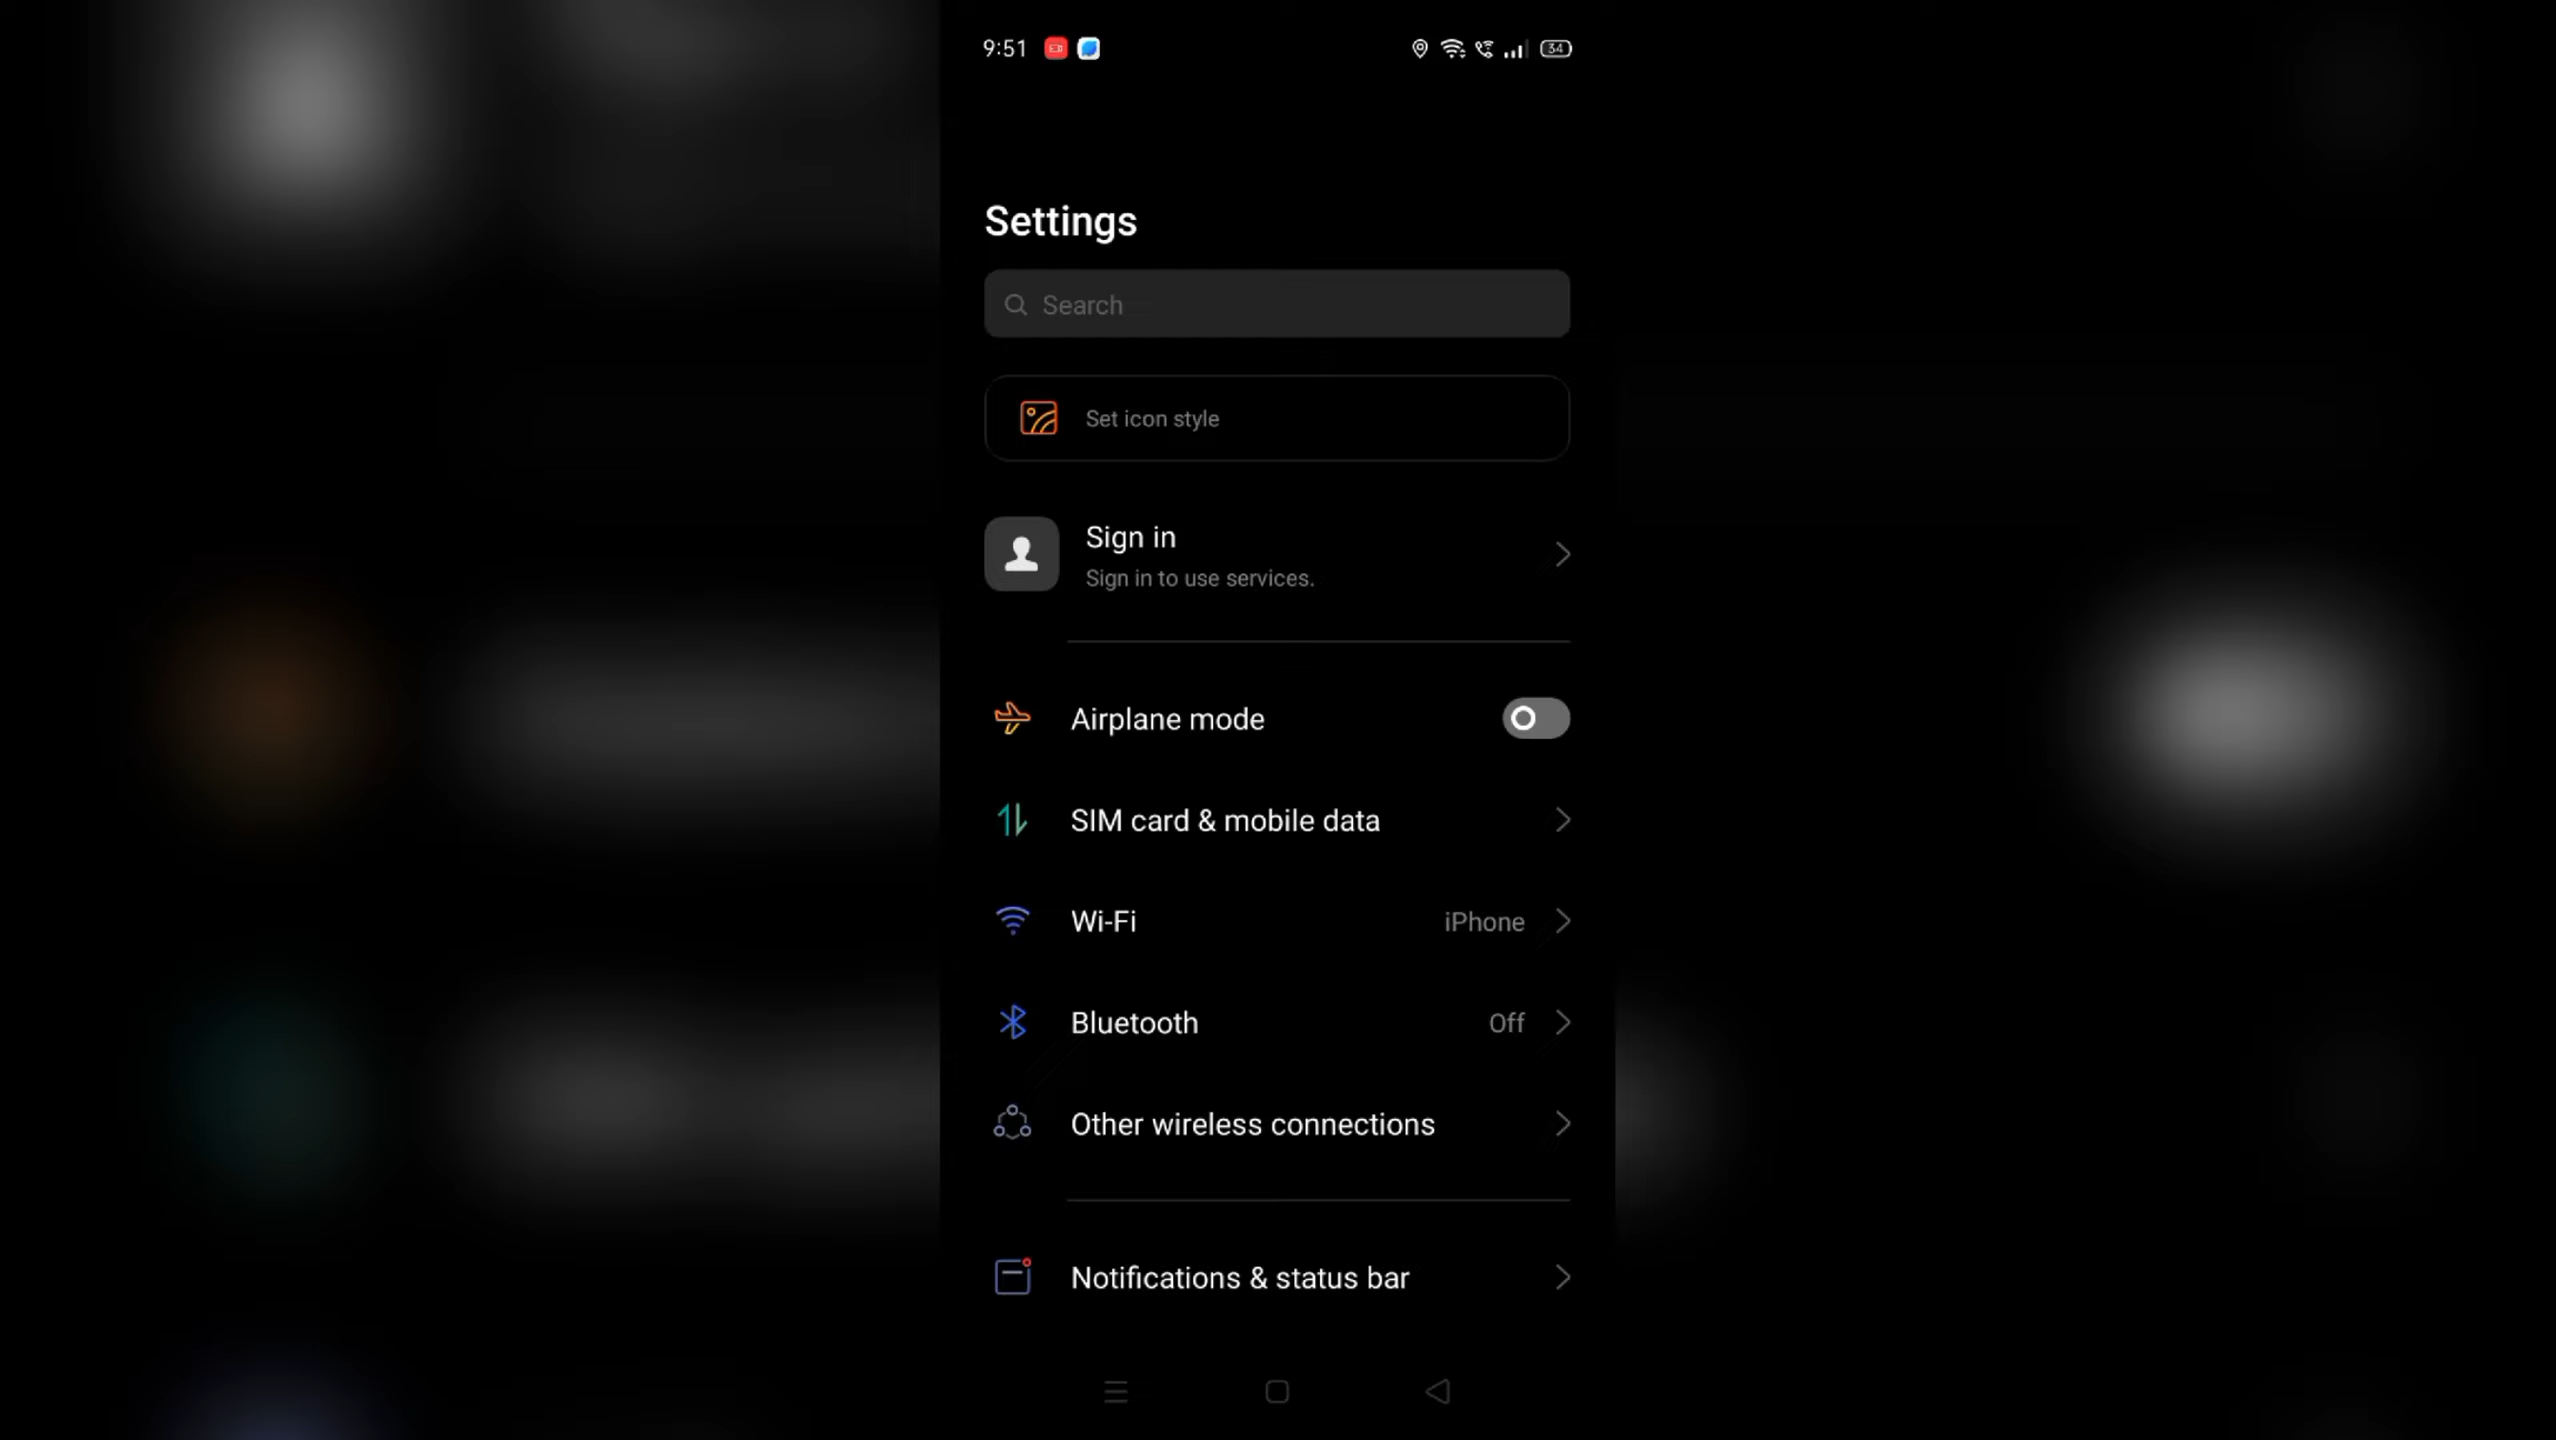 9:51
34
Settings
Search
Set icon style
Sign in
Sign in to use services.
Airplane mode
SIM card & mobile data
Wi-Fi iPhone
Bluetooth Off
Other wireless connections
Notifications & status bar